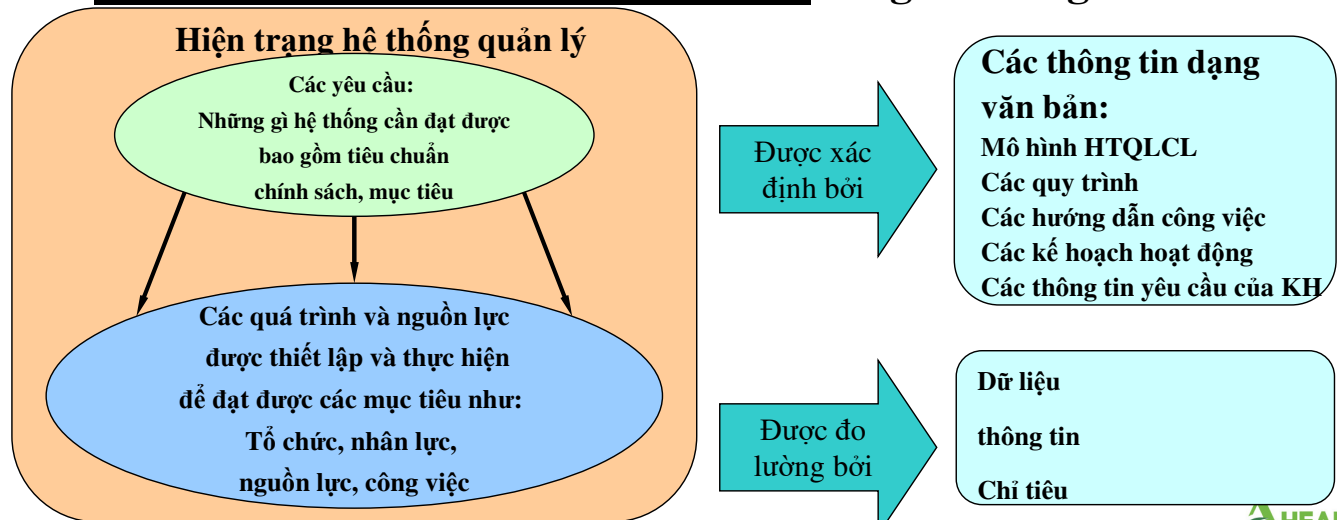 Hiện trạng hê thống quản lý
Các yêu cầu:
Những gì hệ thống cần đạt được
bao gồm tiêu chuẩn
chính sách, mục tiêu
Các quá trình và nguồn lực
được thiết lập và thực hiện
để đạt được các mục tiêu như:
Tổ chức, nhân lực,
nguồn lực, công việc
Được xác
định bởi
Các thông tin dạng
văn bản:
Mô hình HTQLCL
Các quy trình
Các hướng dẫn công việc
Các kế hoạch hoạt động
Các thông tin yêu cầu của KH
Được đo
lường bởi
Dữ liệu
thông tin
Chỉ tiêu